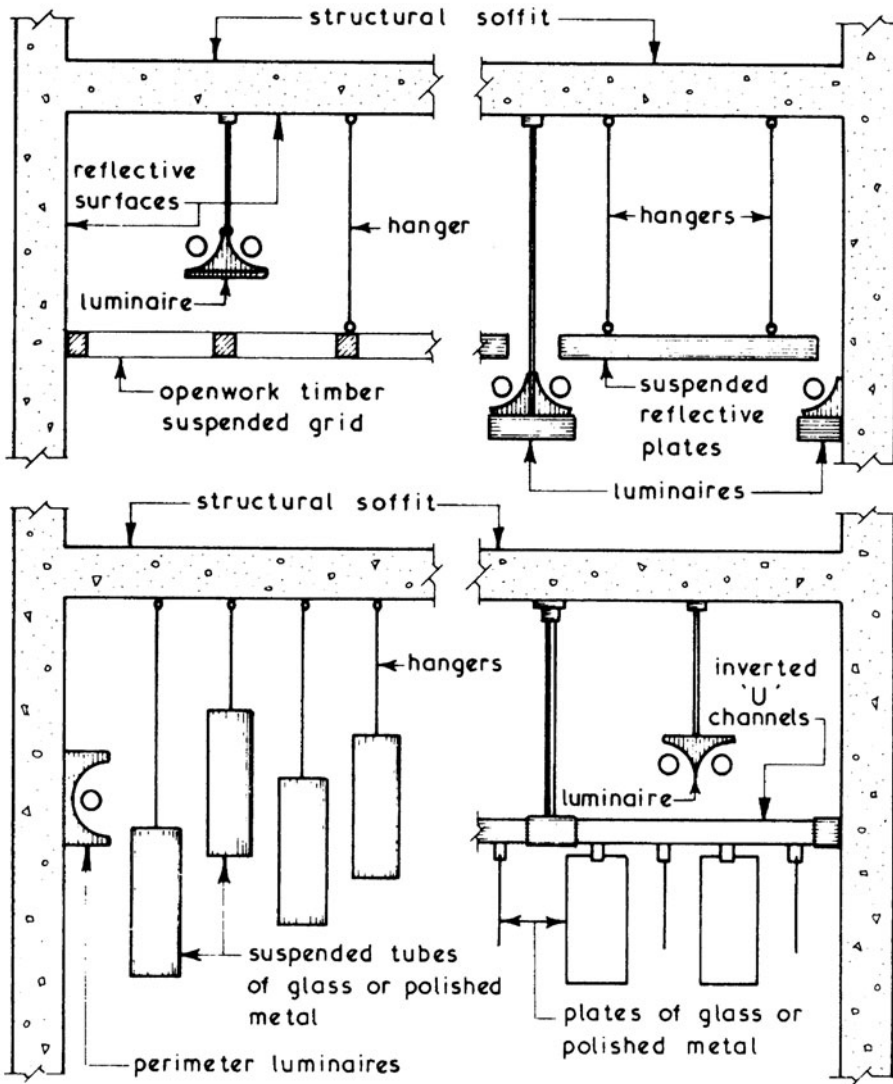 structural soffit
reflective
surfaces
hanger
hangers
luminaire
openwork timber
suspended grid
suspended
reflective
plates
luminaires
structural soffit
hangers
inverted
'U'
channels
luminaire
suspended tubes
of glass or polished
metal
plates of glass or
polished metal
perimeter luminaires